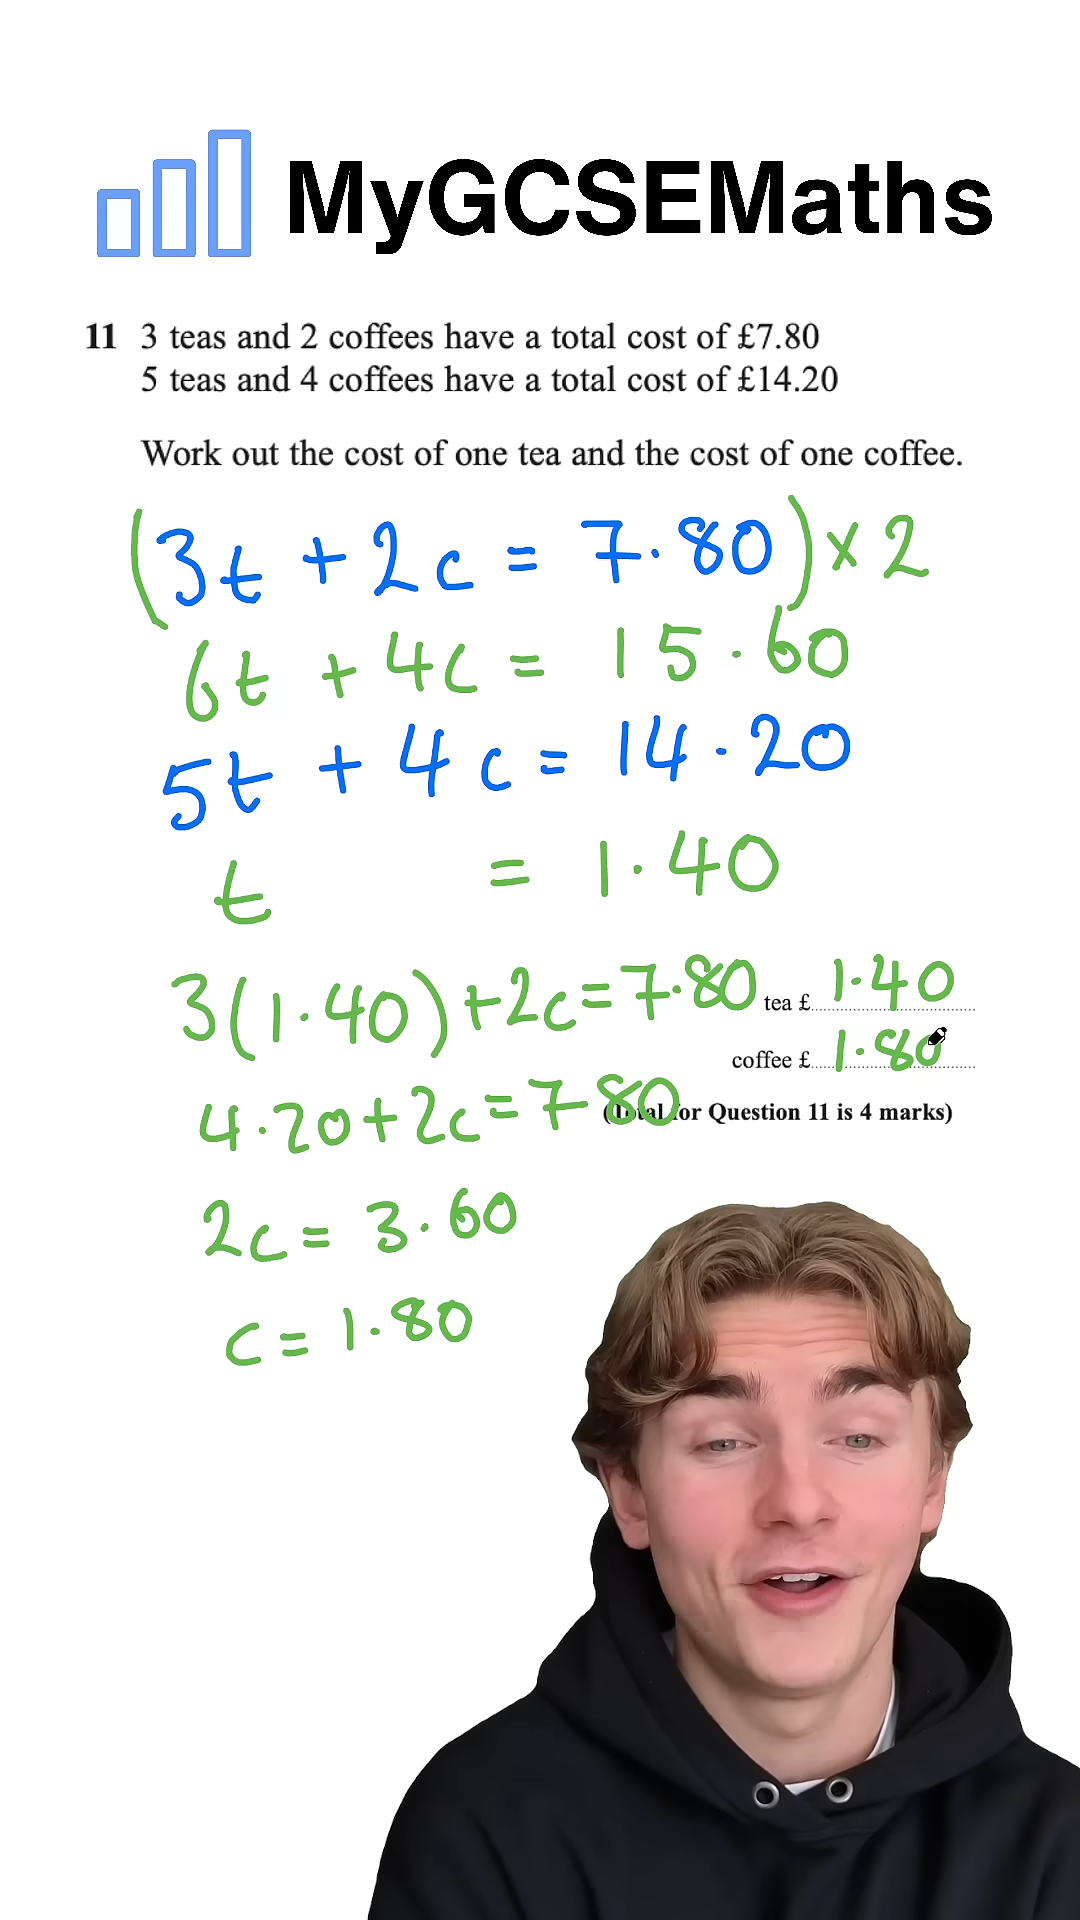 MyGCSEMaths
11 3 teas and 2 coffees have a total cost of £7.80
5 teas and 4 coffees have a total cost of £14.20
Work out the cost of one tea and the cost of one coffee.
(3t + 2c = 7.80) × 2
6t + 4c = 15.60
5t + 4c = 14.20
t = 1.40
3(1.40) + 2c = 7.80
tea £ 1.40
coffee £ 1.80
4.20 + 2c = 7.80
(Total for Question 11 is 4 marks)
2c = 3.60
c = 1.80